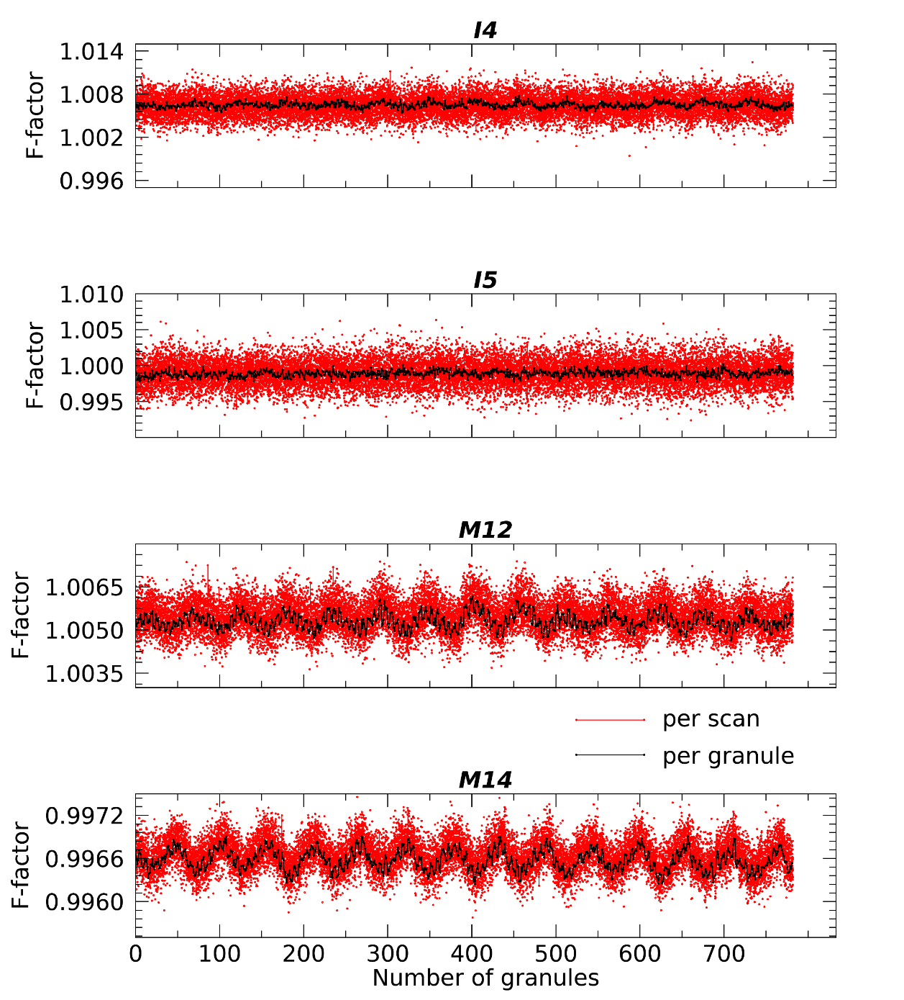 I4
1.014
1.008
1.002
0.996
F-factor
I5
1.010
1.005
1.000
0.995
F-factor
M12
1.0065
1.0050
1.0035
F-factor
per scan
per granule
M14
0.9972
0.9966
0.9960
F-factor
0 100 200 300 400 500 600 700
Number of granules